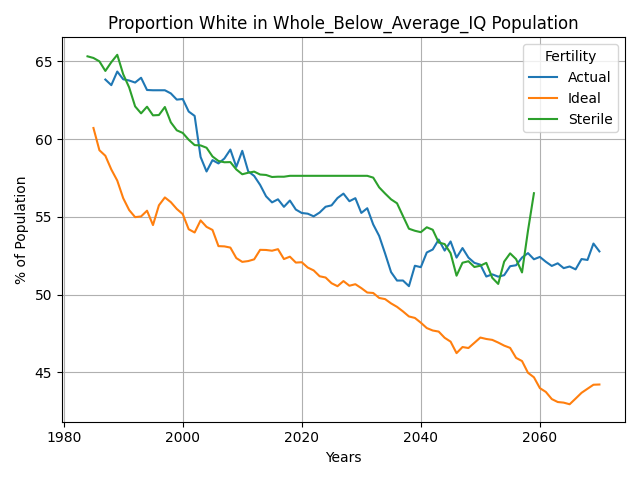 Proportion White in Whole_Below_Average_IQ Population
% of Population
65
60
55
50
45
Fertility
Actual
Ideal
Sterile
1980
2000
2020
2040
2060
Years